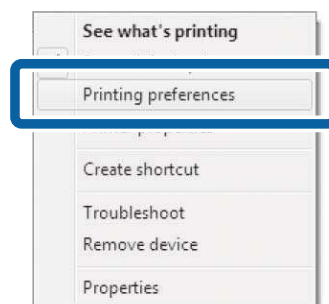 See what's printing
Printing preferences
Create shortcut
Troubleshoot
Remove device
Properties